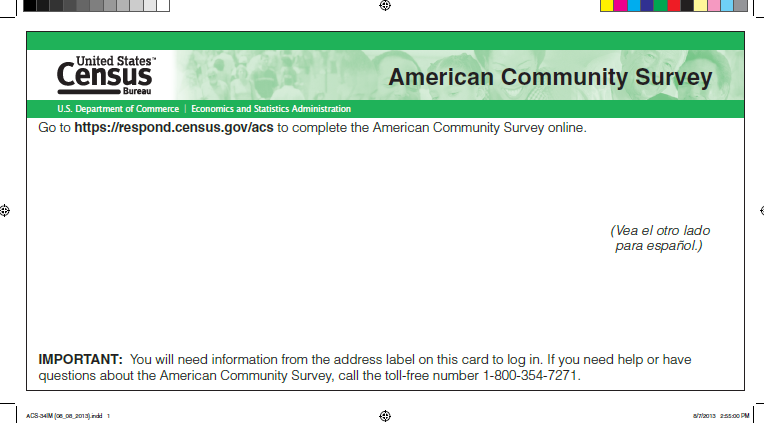 United States™
Census
Bureau
American Community Survey
U.S. Department of Commerce | Economics and Statistics Administration
Go to https://respond.census.gov/acs to complete the American Community Survey online.
(Vea el otro lado
para español.)
IMPORTANT: You will need information from the address label on this card to log in. If you need help or have
questions about the American Community Survey, call the toll-free number 1-800-354-7271.
ACS-34IM (08_08_2013).indd 1
8/7/2013 2:55:00 PM